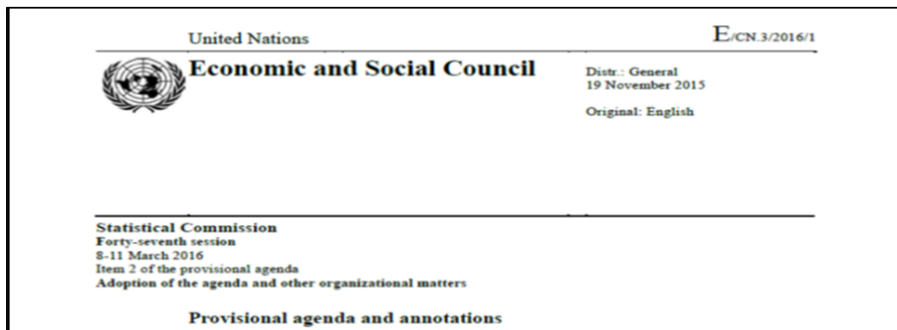 United Nations E/CN.3/2016/1
Economic and Social Council
Distr.: General
19 November 2015
Original: English
Statistical Commission
Forty-seventh session
8-11 March 2016
Item 2 of the provisional agenda
Adoption of the agenda and other organizational matters
Provisional agenda and annotations